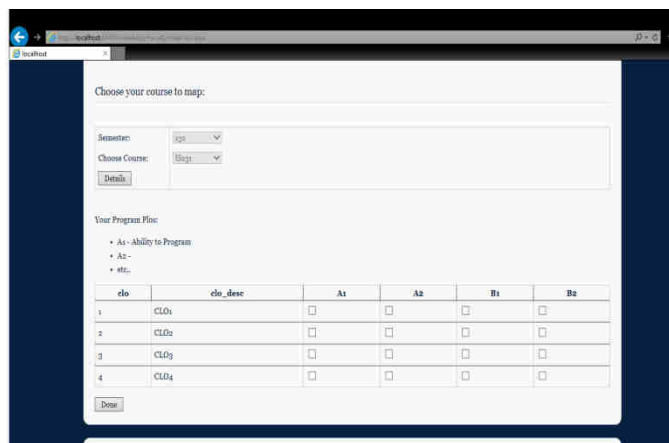 localhost
Choose your course to map:
Semester: 131
Choose Course:
Details
Your Program Plos:
A1 - Ability to Program
A2 -
etc..
clo clo_desc A1 A2 B1 B2
1 CLO1
2 CLO2
3 CLO3
4 CLO4
Done